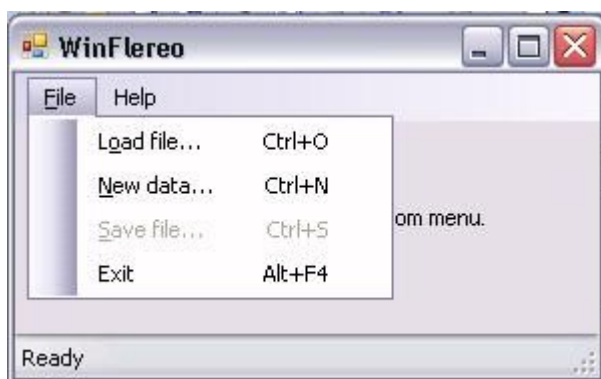 WinFlereo
File Help
Load file... Ctrl+O
New data... Ctrl+N
Save file... Ctrl+S
Exit Alt+F4
om menu.
Ready